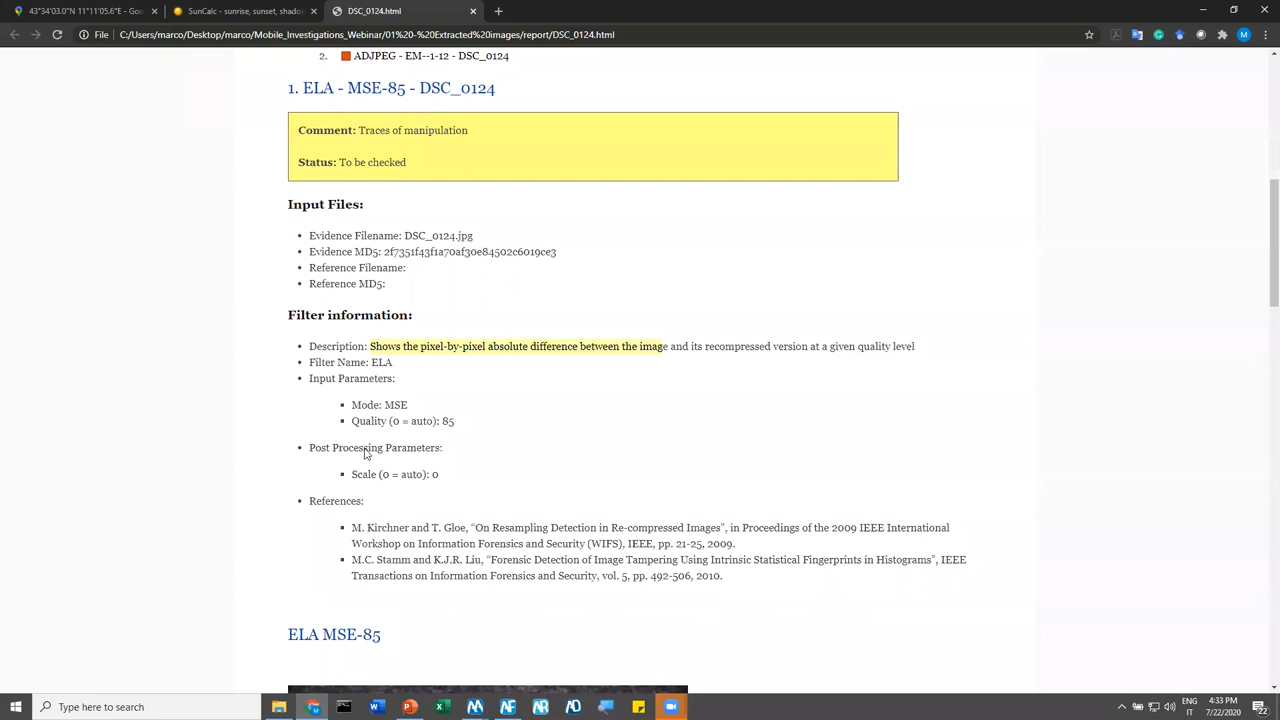 43°34'03.0"N 11°11'05.6"E - Goo
SunCalc - sunrise, sunset, shado
DSC_0124.html
File
C:/Users/marco/Desktop/Mobile_Investigations_Webinar/01%20-%20Extracted%20images/report/DSC_0124.html
2. ADJPEG - EM--1-12 - DSC_0124
1. ELA - MSE-85 - DSC_0124
Comment: Traces of manipulation
Status: To be checked
Input Files:
• Evidence Filename: DSC_0124.jpg
• Evidence MD5: 2f7351f43f1a70af30e84502c6019ce3
• Reference Filename:
• Reference MD5:
Filter information:
• Description: Shows the pixel-by-pixel absolute difference between the image and its recompressed version at a given quality level
• Filter Name: ELA
• Input Parameters:
▪ Mode: MSE
▪ Quality (0 = auto): 85
• Post Processing Parameters:
▪ Scale (0 = auto): 0
• References:
▪ M. Kirchner and T. Gloe, “On Resampling Detection in Re-compressed Images”, in Proceedings of the 2009 IEEE International
Workshop on Information Forensics and Security (WIFS), IEEE, pp. 21-25, 2009.
▪ M.C. Stamm and K.J.R. Liu, “Forensic Detection of Image Tampering Using Intrinsic Statistical Fingerprints in Histograms”, IEEE
Transactions on Information Forensics and Security, vol. 5, pp. 492-506, 2010.
ELA MSE-85
Type here to search
ENG
IT
4:33 PM
7/22/2020